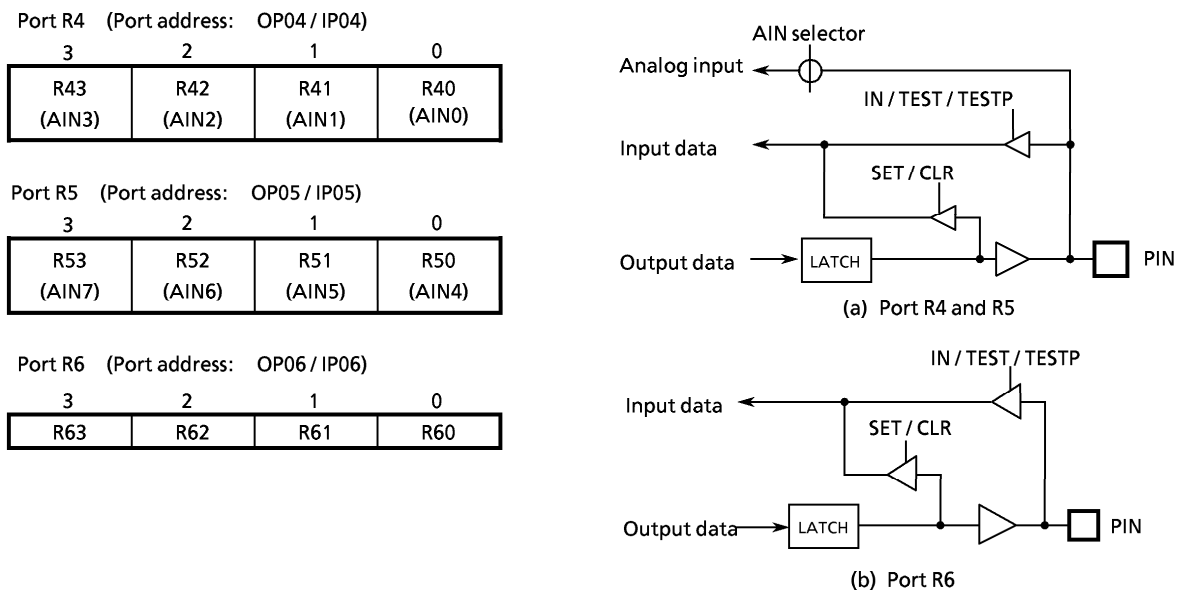 Port R4 (Port address: OP04 / IP04)
3 2 1 0
R43 R42 R41 R40
(AIN3) (AIN2) (AIN1) (AIN0)
Port R5 (Port address: OP05 / IP05)
3 2 1 0
R53 R52 R51 R50
(AIN7) (AIN6) (AIN5) (AIN4)
Port R6 (Port address: OP06 / IP06)
3 2 1 0
R63 R62 R61 R60
AIN selector
Analog input
IN / TEST / TESTP
Input data
SET / CLR
Output data LATCH PIN
(a) Port R4 and R5
IN / TEST / TESTP
Input data
SET / CLR
Output data LATCH PIN
(b) Port R6